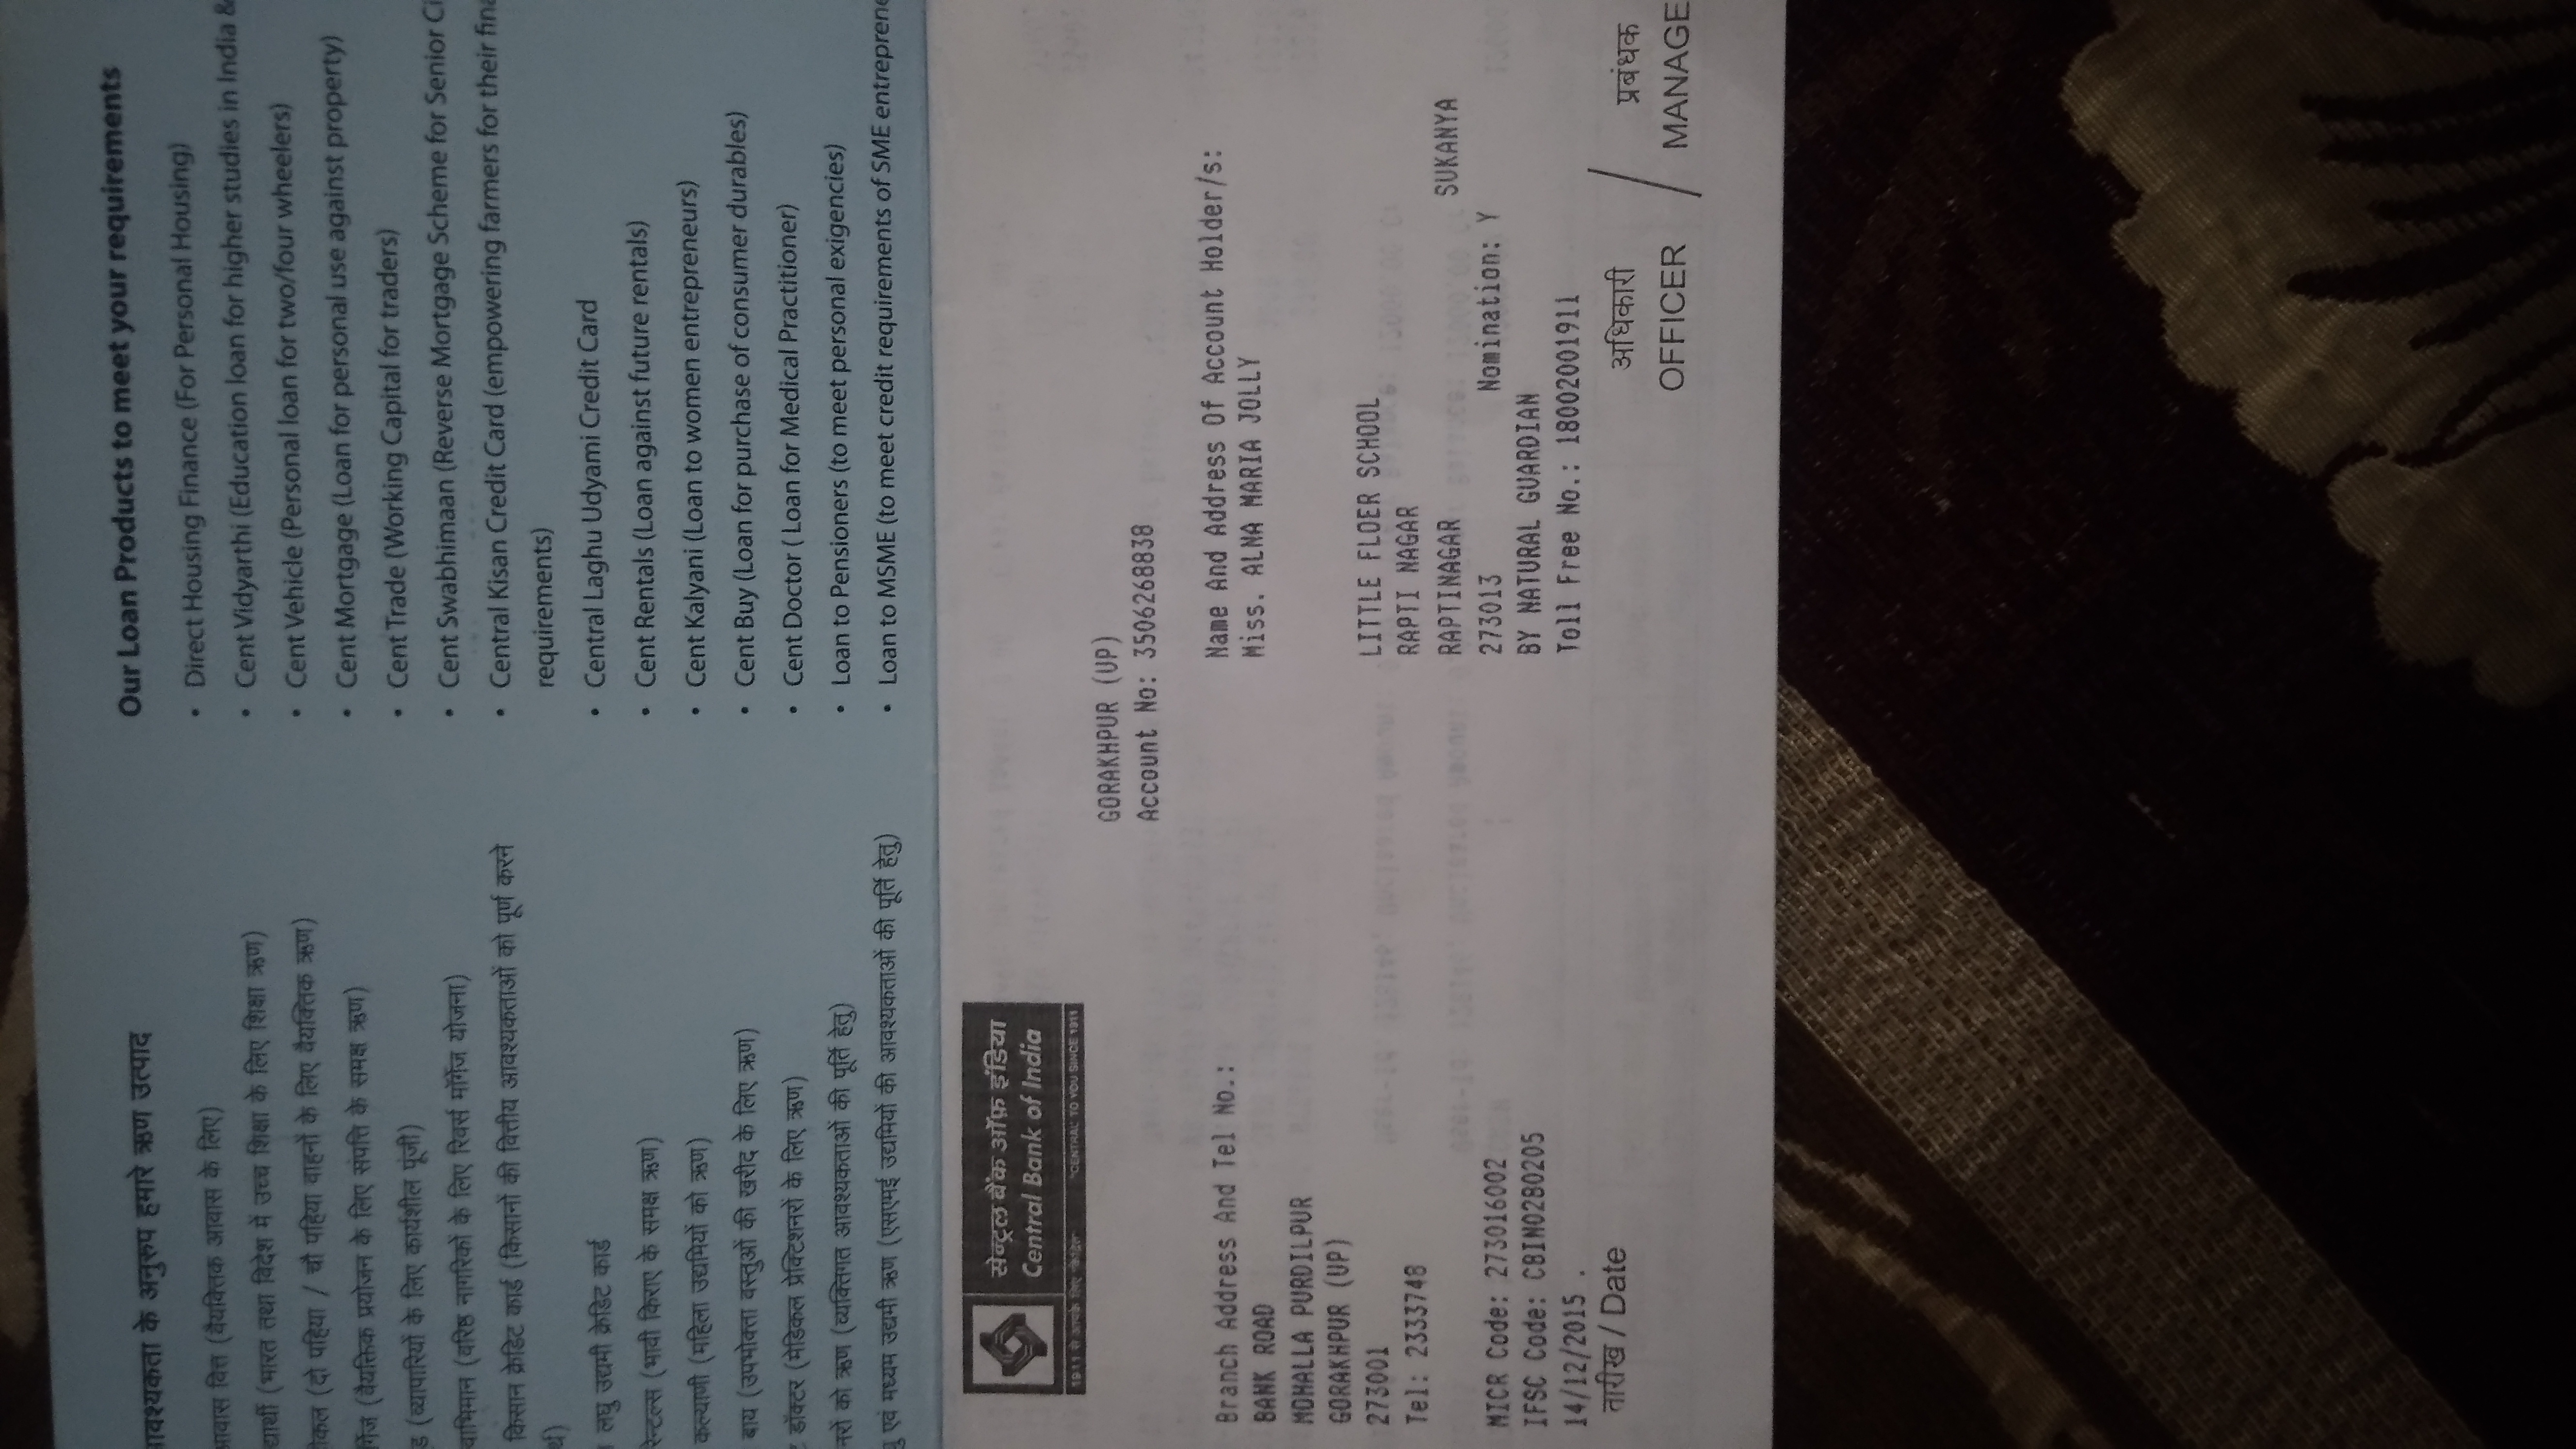 आवश्यकता के अनुरूप हमारे ऋण उत्पाद
आवास वित्त (वैयक्तिक आवास के लिए)
द्यार्थी (भारत तथा विदेश में उच्च शिक्षा के लिए शिक्षा ऋण)
(दो पहिया / चौ पहिया वाहनों के लिए वैयक्तिक ऋण)
(वैयक्तिक प्रयोजन के लिए संपत्ति के समक्ष ऋण)
ड (व्यापारियों के लिए कार्यशील पूंजी)
वाभिमान (वरिष्ठ नागरिकों के लिए रिवर्स मॉर्गेज योजना)
किसान क्रेडिट कार्ड (किसानों की वित्तीय आवश्यकताओं को पूर्ण करने
र्थ)
लघु उद्यमी क्रेडिट कार्ड
रेन्टल्स (भावी किराए के समक्ष ऋण)
कल्याणी (महिला उद्यमियों को ऋण)
बाय (उपभोक्ता वस्तुओं की खरीद के लिए ऋण)
डॉक्टर (मेडिकल प्रेक्टिशनरों के लिए ऋण)
नरों को ऋण (व्यक्तिगत आवश्यकताओं की पूर्ति हेतु)
एवं मध्यम उद्यमी ऋण (एसएमई उद्यमियों की आवश्यकताओं की पूर्ति हेतु)
Our Loan Products to meet your requirements
• Direct Housing Finance (For Personal Housing)
• Cent Vidyarthi (Education loan for higher studies in India &
• Cent Vehicle (Personal loan for two/four wheelers)
• Cent Mortgage (Loan for personal use against property)
• Cent Trade (Working Capital for traders)
• Cent Swabhimaan (Reverse Mortgage Scheme for Senior Ci
• Central Kisan Credit Card (empowering farmers for their fina
requirements)
• Central Laghu Udyami Credit Card
• Cent Rentals (Loan against future rentals)
• Cent Kalyani (Loan to women entrepreneurs)
• Cent Buy (Loan for purchase of consumer durables)
• Cent Doctor ( Loan for Medical Practitioner)
• Loan to Pensioners (to meet personal exigencies)
• Loan to MSME (to meet credit requirements of SME entreprene
सेन्ट्रल बैंक ऑफ़ इंडिया
Central Bank of India
1911 से आपके लिए "केंद्रित" "CENTRAL" TO YOU SINCE 1911
GORAKHPUR (UP)
Account No: 3506268838
Branch Address And Tel No.:
BANK ROAD
MOHALLA PURDILPUR
GORAKHPUR (UP)
273001
Tel: 2333748
MICR Code: 273016002
IFSC Code: CBIN0280205
14/12/2015 .
तारीख / Date
Name And Address Of Account Holder/s:
Miss. ALNA MARIA JOLLY
LITTLE FLOER SCHOOL
RAPTI NAGAR
RAPTINAGAR SUKANYA
273013 Nomination: Y
BY NATURAL GUARDIAN
Toll Free No.: 18002001911
अधिकारी / प्रबंधक
OFFICER / MANAGE